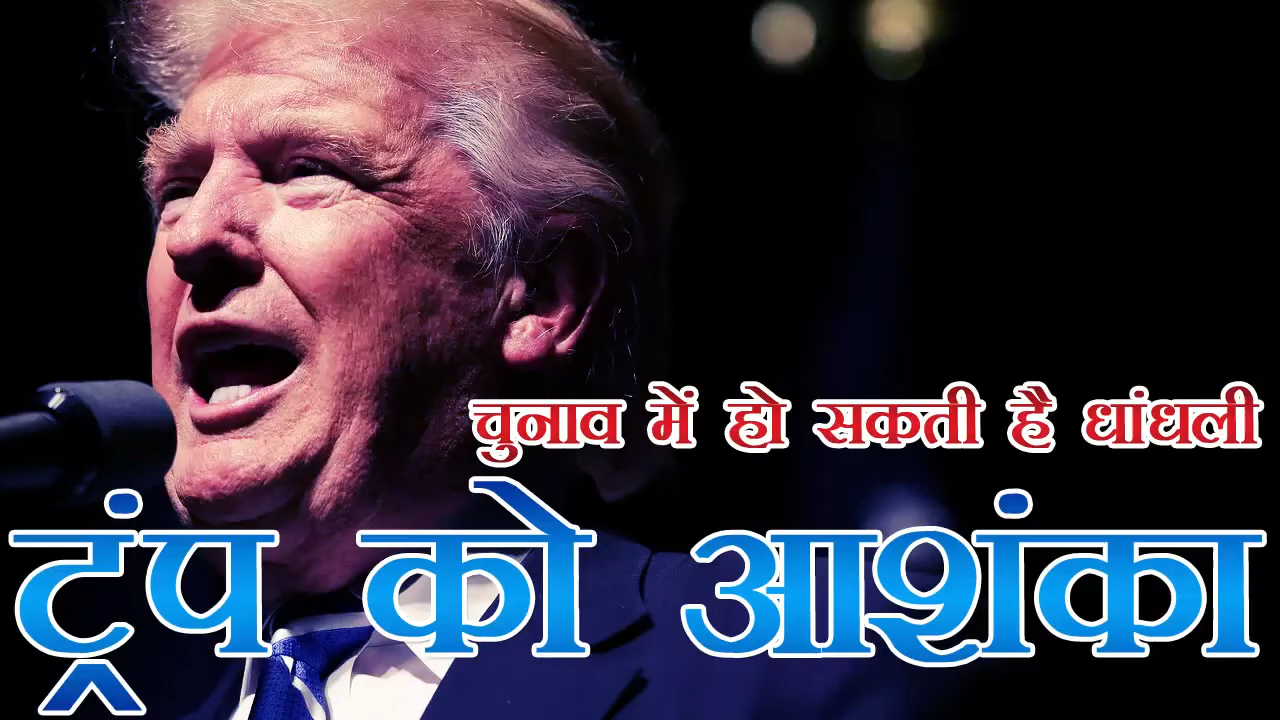 चुनाव में हो सकती है धांधली
ट्रंप को आशंका